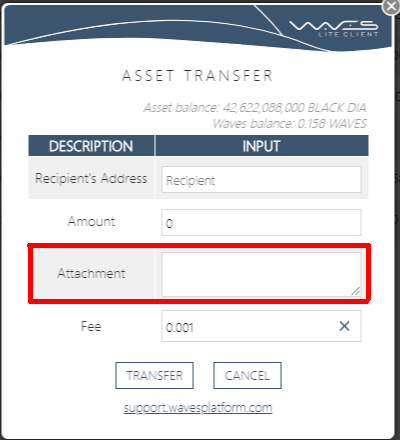 WAVES
LITE CLIENT
ASSET TRANSFER
Asset balance: 42,622,088,000 BLACK DIA
Waves balance: 0.158 WAVES
DESCRIPTION INPUT
Recipient's Address Recipient
Amount 0
Attachment
Fee 0.001
TRANSFER CANCEL
support.wavesplatform.com